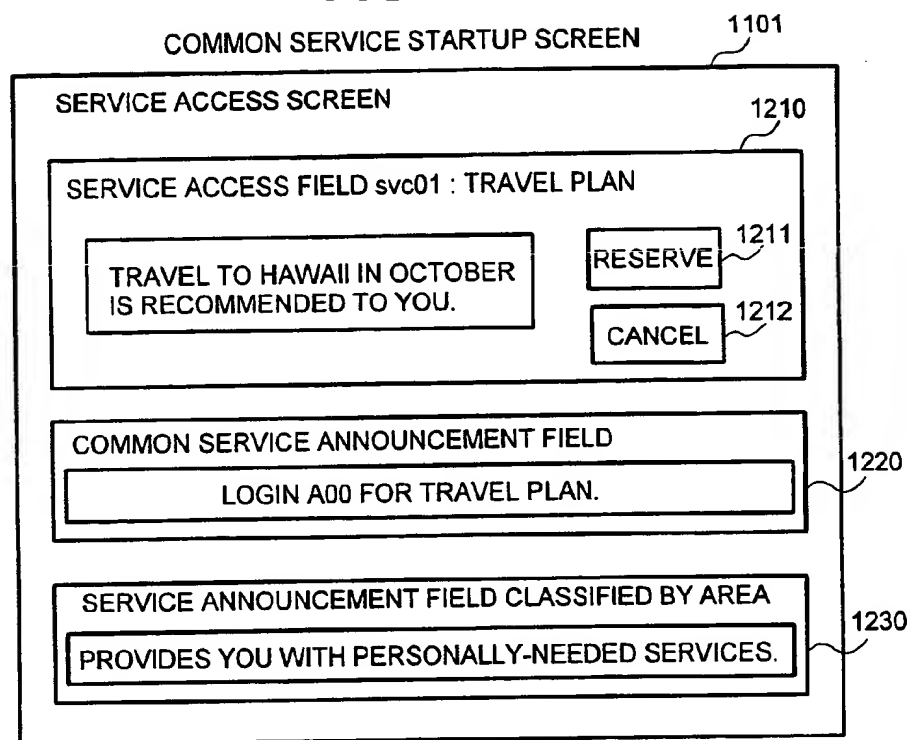 COMMON SERVICE STARTUP SCREEN
1101
SERVICE ACCESS SCREEN
1210
SERVICE ACCESS FIELD svc01 : TRAVEL PLAN
TRAVEL TO HAWAII IN OCTOBER
IS RECOMMENDED TO YOU.
RESERVE
1211
CANCEL
1212
COMMON SERVICE ANNOUNCEMENT FIELD
LOGIN A00 FOR TRAVEL PLAN.
1220
SERVICE ANNOUNCEMENT FIELD CLASSIFIED BY AREA
PROVIDES YOU WITH PERSONALLY-NEEDED SERVICES.
1230